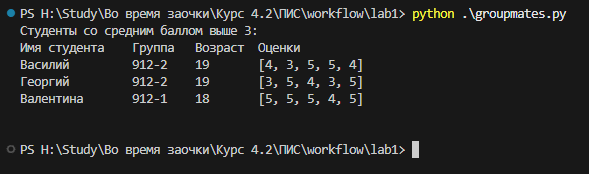 PS H:\Study\Во время заочки\Курс 4.2\ПИС\workflow\lab1> python .\groupmates.py
Студенты со средним баллом выше 3:
Имя студента Группа Возраст Оценки
Василий 912-2 19 [4, 3, 5, 5, 4]
Георгий 912-2 19 [3, 5, 4, 3, 5]
Валентина 912-1 18 [5, 5, 5, 4, 5]
PS H:\Study\Во время заочки\Курс 4.2\ПИС\workflow\lab1>